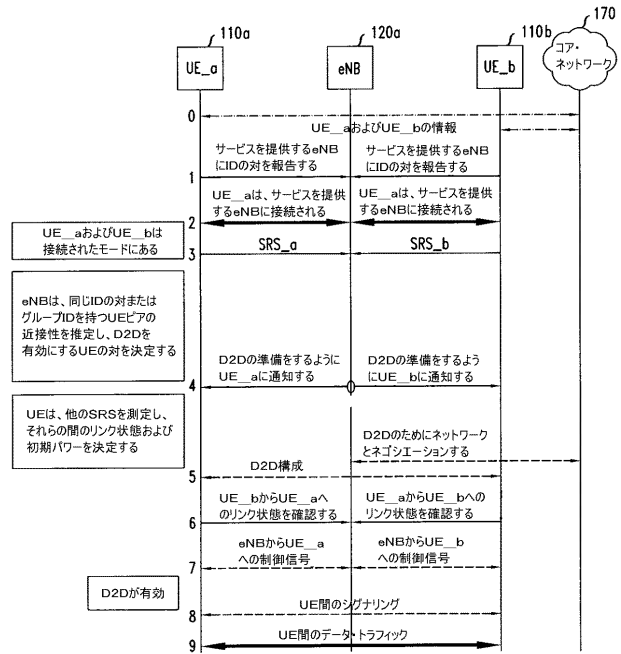 110a
120a
110b
170
UE_a
eNB
UE_b
コア・
ネットワーク
0
UE__aおよびUE__bの情報
サービスを提供するeNB
にIDの対を報告する
サービスを提供するeNB
にIDの対を報告する
1
UE__aは、サービスを提供
するeNBに接続される
UE__aは、サービスを提供
するeNBに接続される
2
UE__aおよびUE__bは
接続されたモードにある
3
SRS_a
SRS_b
eNBは、同じIDの対または
グループIDを持つUEピアの
近接性を推定し、D2Dを
有効にするUEの対を決定する
D2Dの準備をするように
UE__aに通知する
D2Dの準備をするよう
にUE__bに通知する
4
UEは、他のSRSを測定し、
それらの間のリンク状態および
初期パワーを決定する
D2Dのためにネットワーク
とネゴシエーションする
D2D構成
5
UE__bからUE__aへ
のリンク状態を確認する
UE__aからUE__bへの
リンク状態を確認する
6
eNBからUE__a
への制御信号
eNBからUE__b
への制御信号
7
D2Dが有効
UE間のシグナリング
8
UE間のデータ・トラフィック
9